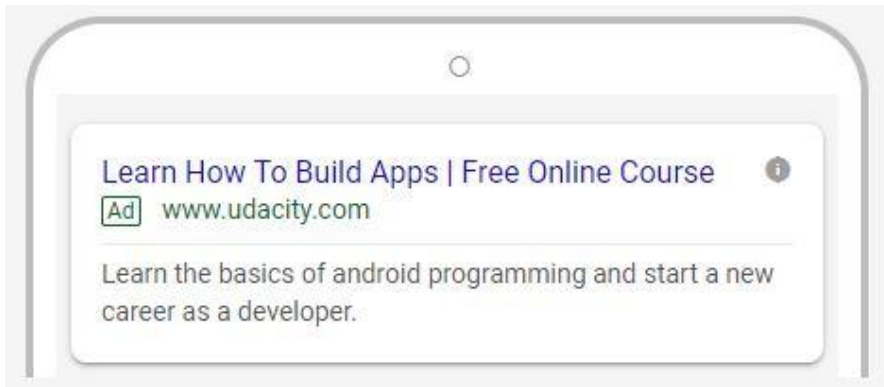 Learn How To Build Apps | Free Online Course
Ad www.udacity.com
Learn the basics of android programming and start a new
career as a developer.